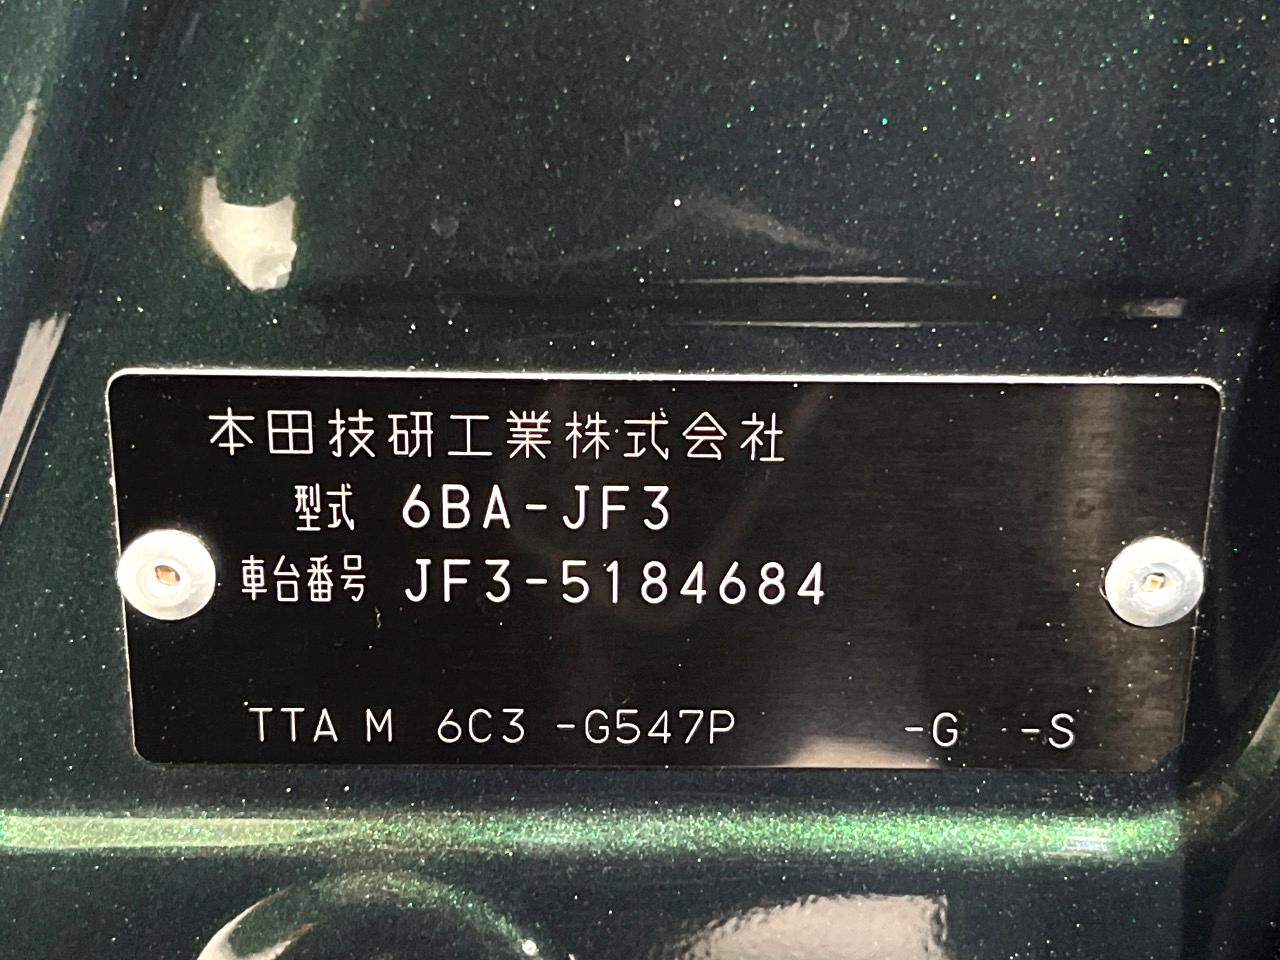 本田技研工業株式会社
型式 6BA-JF3
車台番号 JF3-5184684
TTA M 6C3 -G547P -G -S